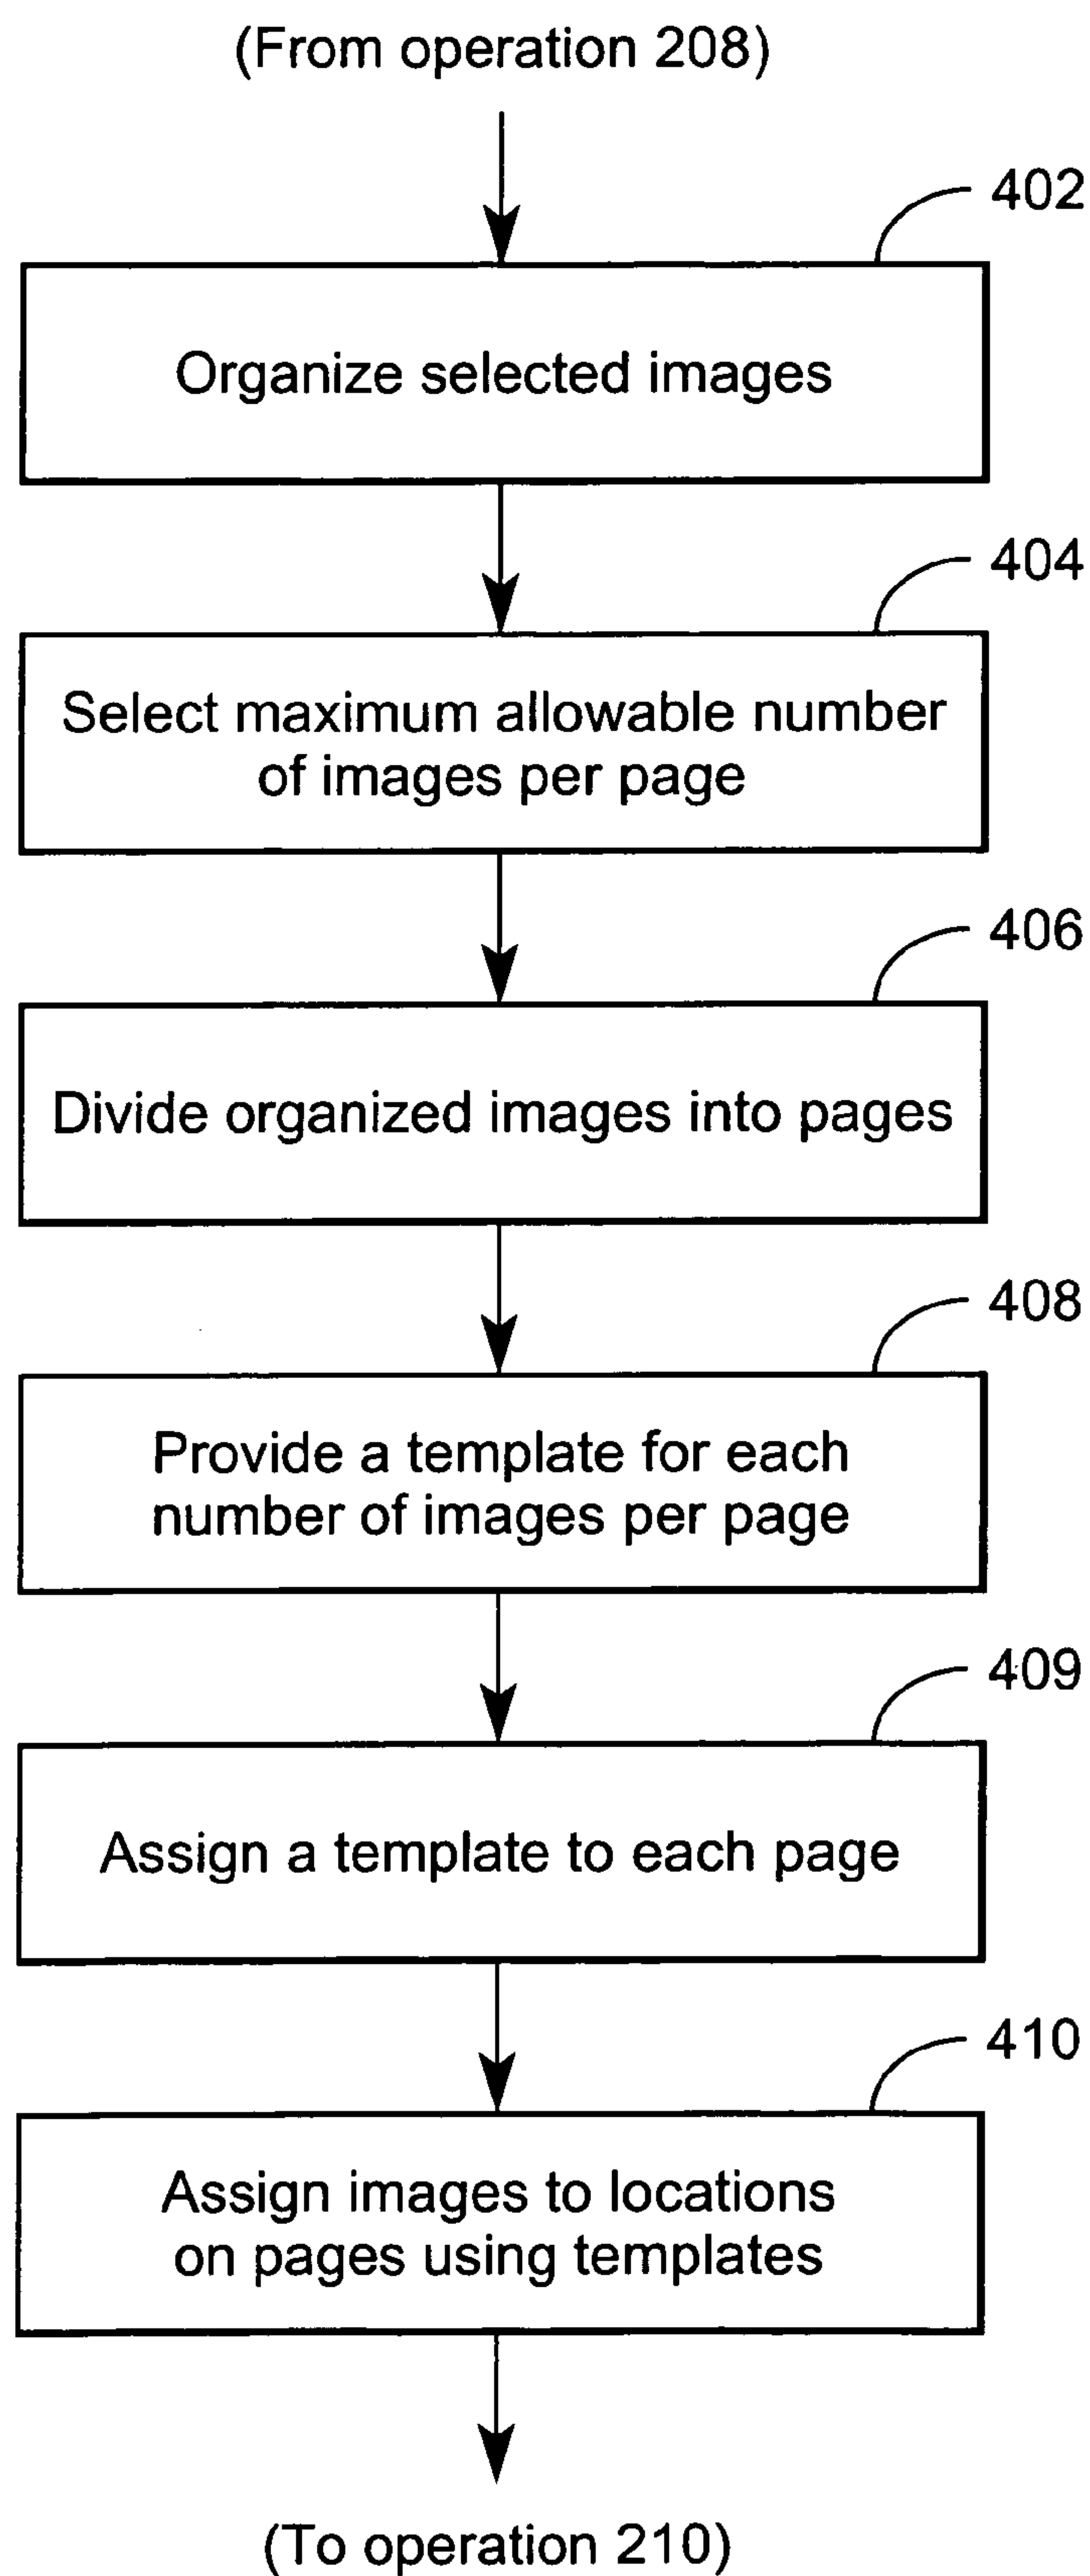 (From operation 208)
402
Organize selected images
404
Select maximum allowable number
of images per page
406
Divide organized images into pages
408
Provide a template for each
number of images per page
409
Assign a template to each page
410
Assign images to locations
on pages using templates
(To operation 210)